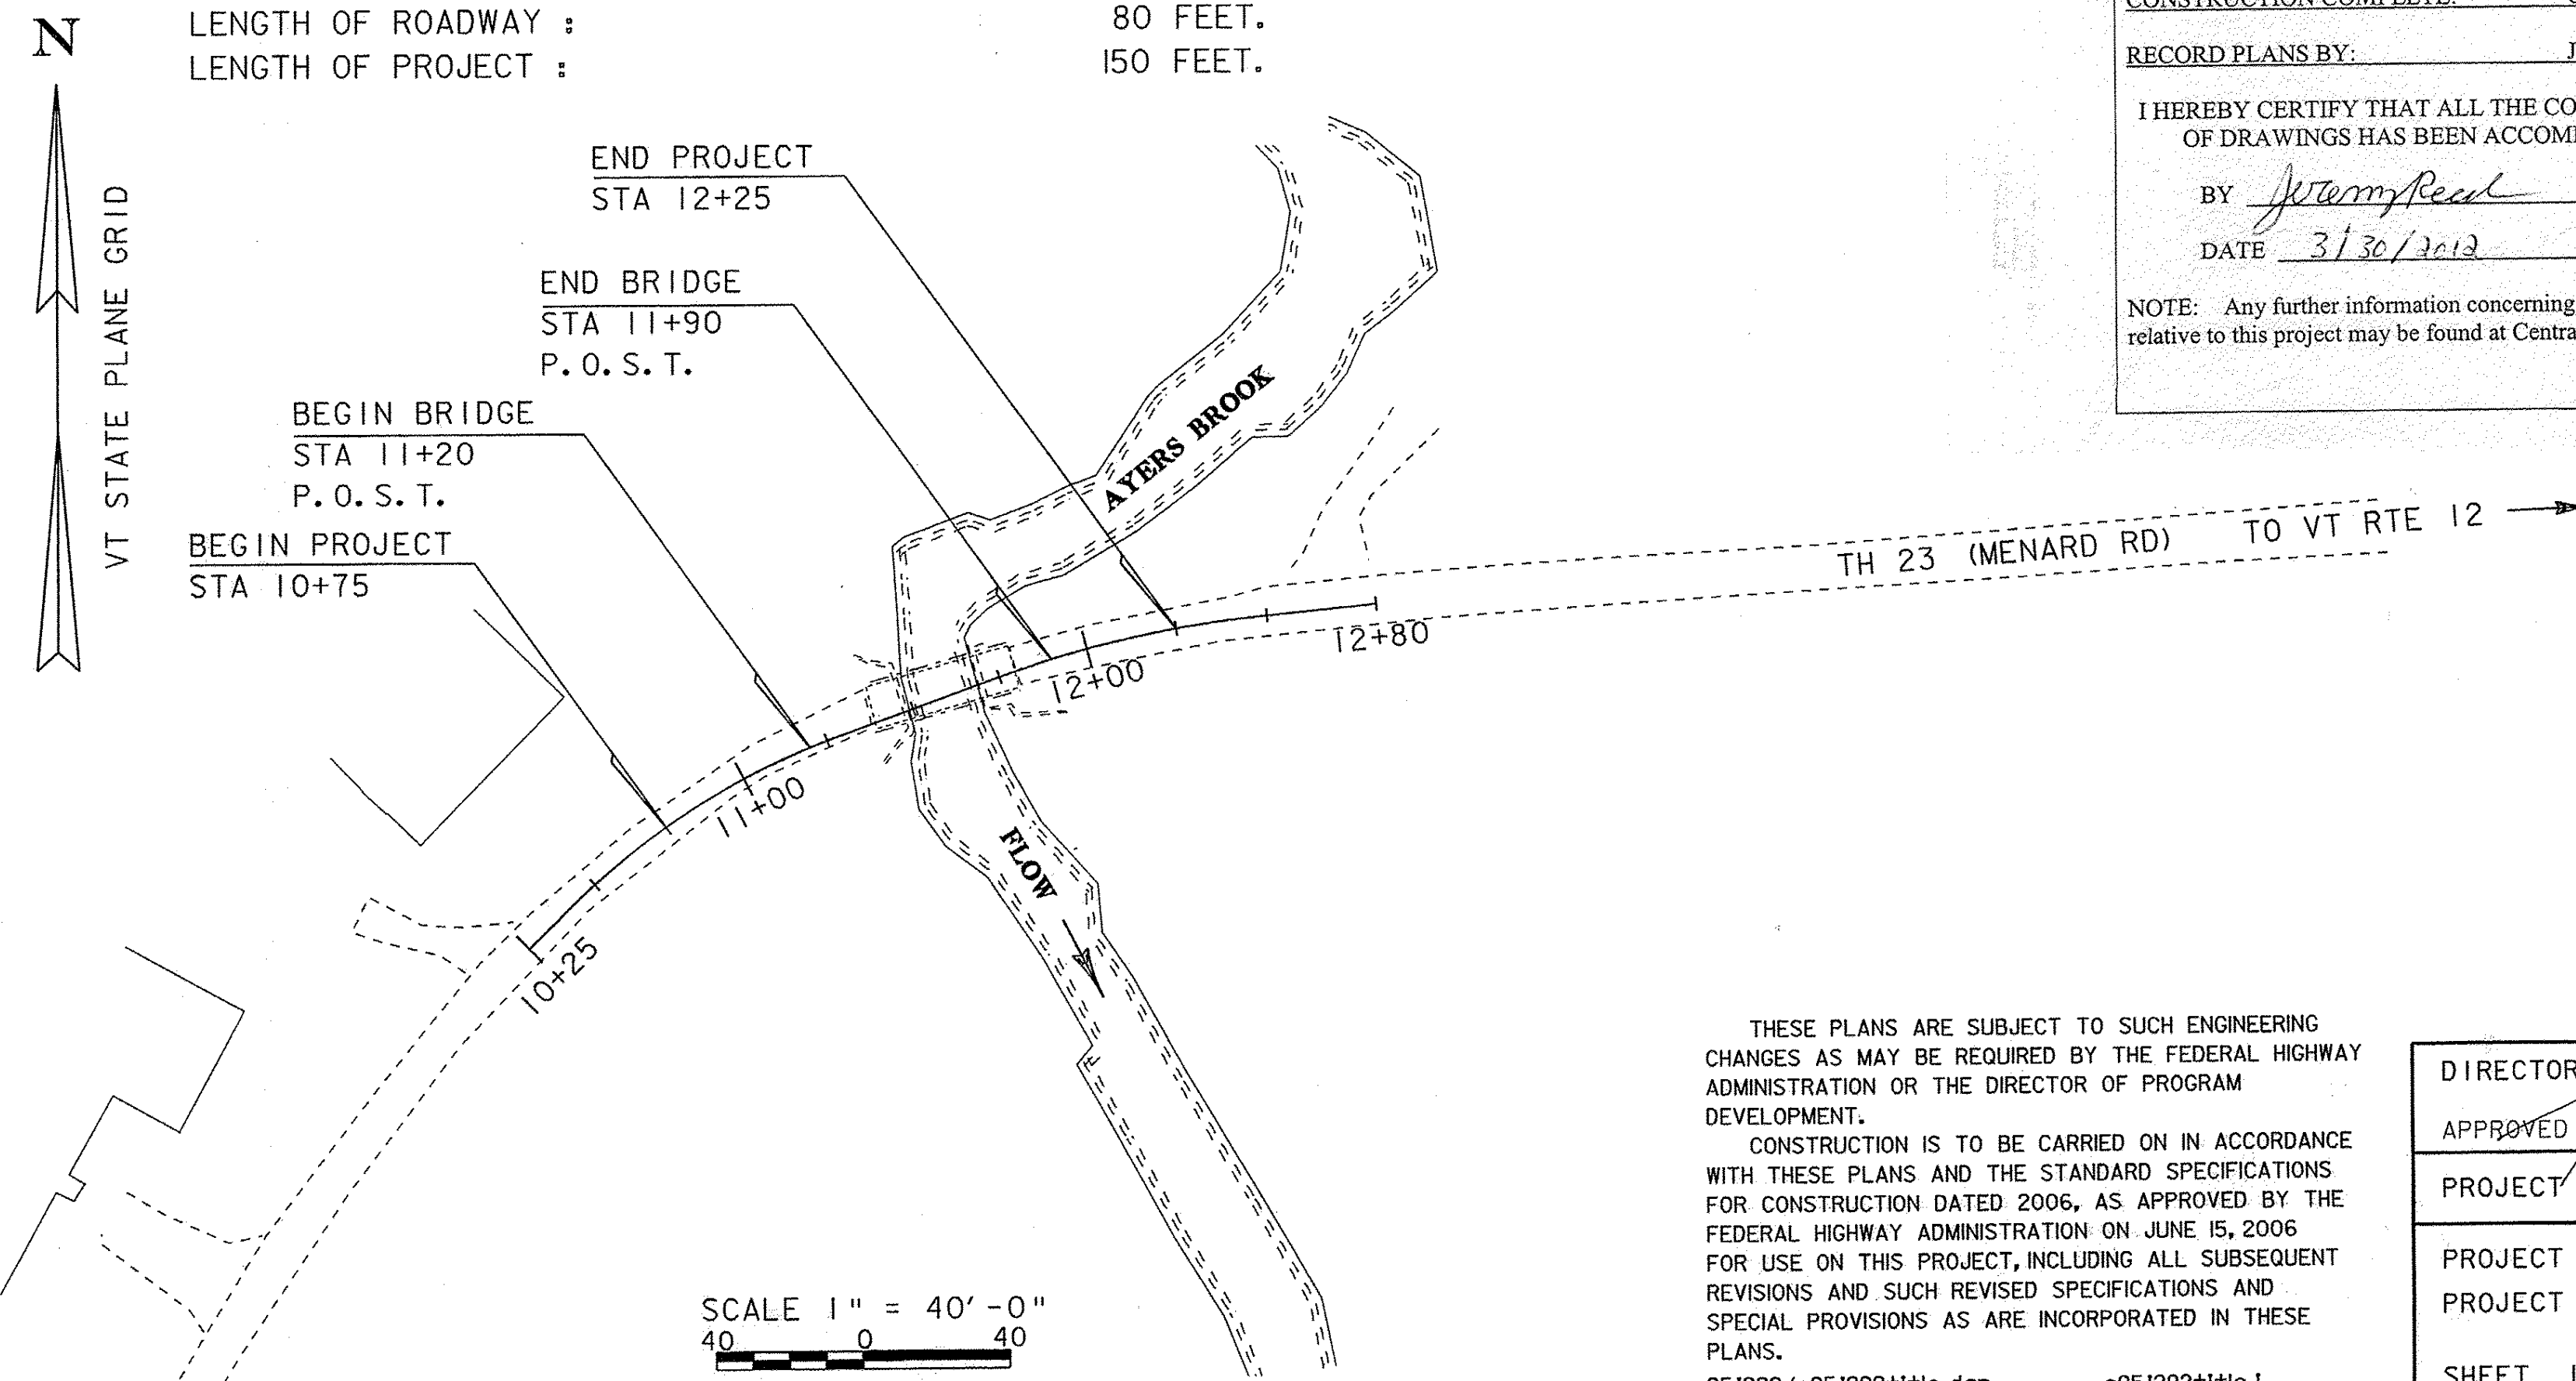 LENGTH OF ROADWAY : 80 FEET.
LENGTH OF PROJECT : 150 FEET.
N
VT STATE PLANE GRID
END PROJECT
STA 12+25
END BRIDGE
STA 11+90
P.O.S.T.
BEGIN BRIDGE
STA 11+20
P.O.S.T.
BEGIN PROJECT
STA 10+75
AYERS BROOK
TH 23 (MENARD RD) TO VT RTE 12
12+80
12+00
11+00
10+25
FLOW
SCALE 1" = 40'-0"
40 0 40
CONSTRUCTION COMPLETE:
RECORD PLANS BY: J
I HEREBY CERTIFY THAT ALL THE CO
OF DRAWINGS HAS BEEN ACCOM
BY Jeremy Reed
DATE 3/30/2012
NOTE: Any further information concerning
relative to this project may be found at Centra
THESE PLANS ARE SUBJECT TO SUCH ENGINEERING
CHANGES AS MAY BE REQUIRED BY THE FEDERAL HIGHWAY
ADMINISTRATION OR THE DIRECTOR OF PROGRAM
DEVELOPMENT.
CONSTRUCTION IS TO BE CARRIED ON IN ACCORDANCE
WITH THESE PLANS AND THE STANDARD SPECIFICATIONS
FOR CONSTRUCTION DATED 2006, AS APPROVED BY THE
FEDERAL HIGHWAY ADMINISTRATION ON JUNE 15, 2006
FOR USE ON THIS PROJECT, INCLUDING ALL SUBSEQUENT
REVISIONS AND SUCH REVISED SPECIFICATIONS AND
SPECIAL PROVISIONS AS ARE INCORPORATED IN THESE
PLANS.
DIRECTOR
APPROVED
PROJECT
PROJECT
PROJECT
SHEET